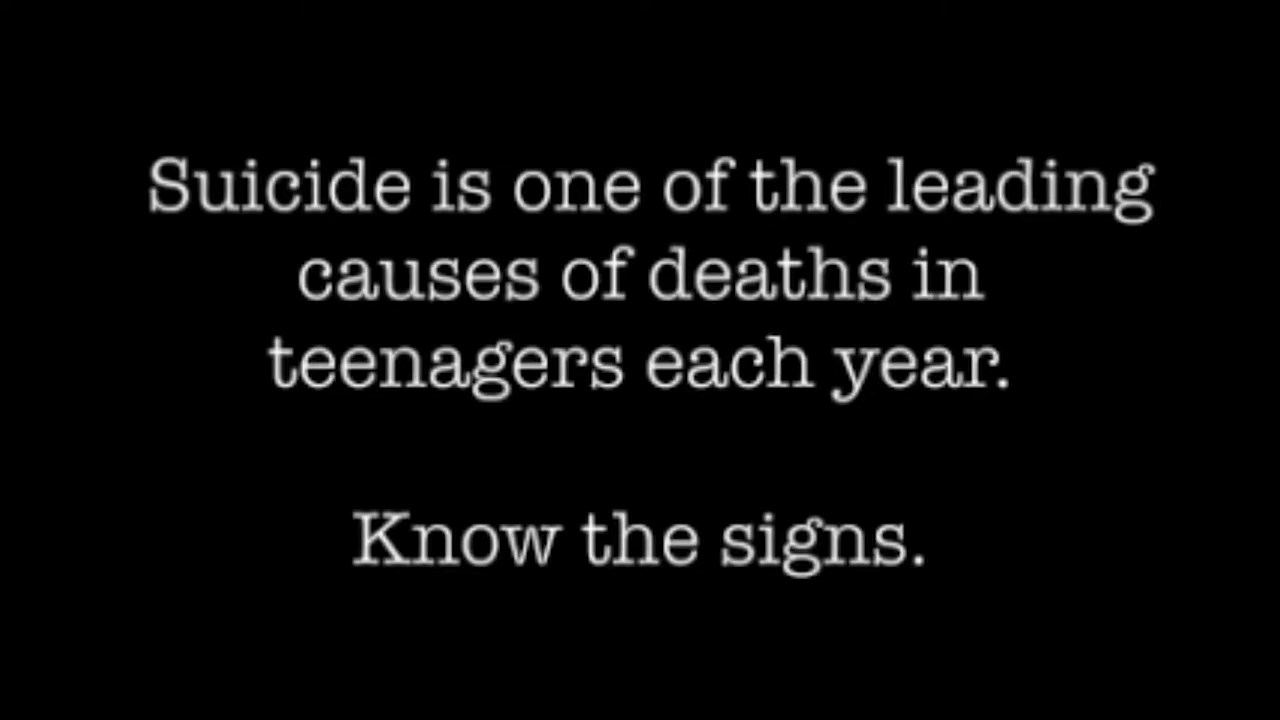 Suicide is one of the leading
causes of deaths in
teenagers each year.
Know the signs.